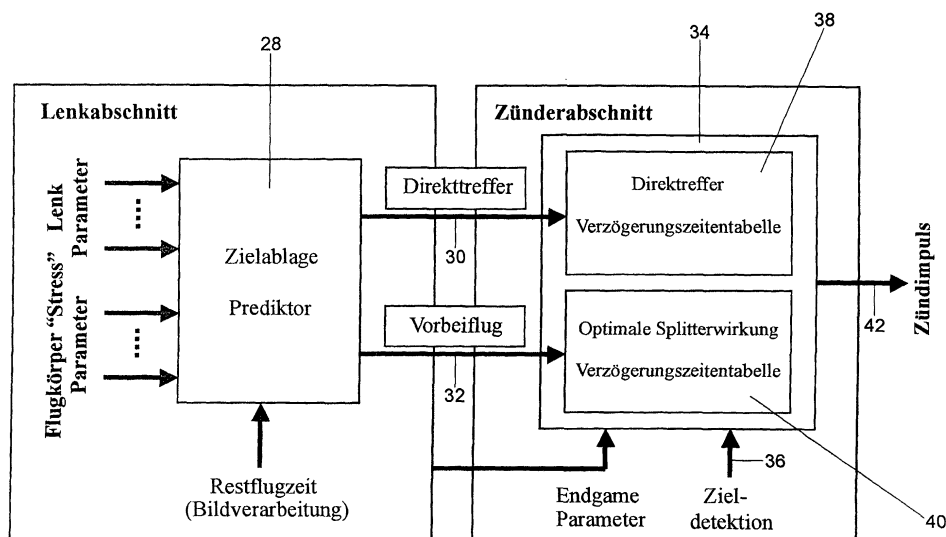 28
34
38
Lenkabschnitt
Zünderabschnitt
Lenk
Parameter
Flugkörper “Stress”
Parameter
Zielablage
Prediktor
Direkttreffer
30
Vorbeiflug
32
Direktreffer
Verzögerungszeitentabelle
Optimale Splitterwirkung
Verzögerungszeitentabelle
42
Zündimpuls
36
40
Restflugzeit
(Bildverarbeitung)
Endgame
Parameter
Ziel-
detektion